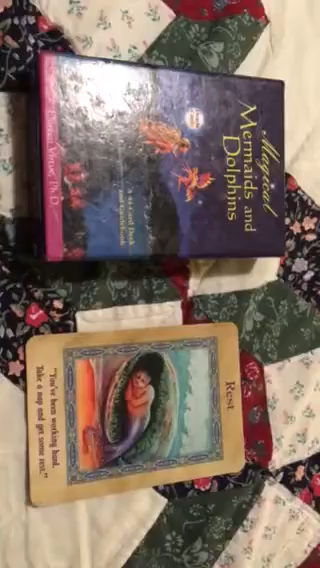 Magical
Mermaids and
Dolphins
A 44-Card Deck
and Guidebook
Doreen Virtue, Ph.D.
Rest
"You've been working hard.
Take a nap and get some rest."